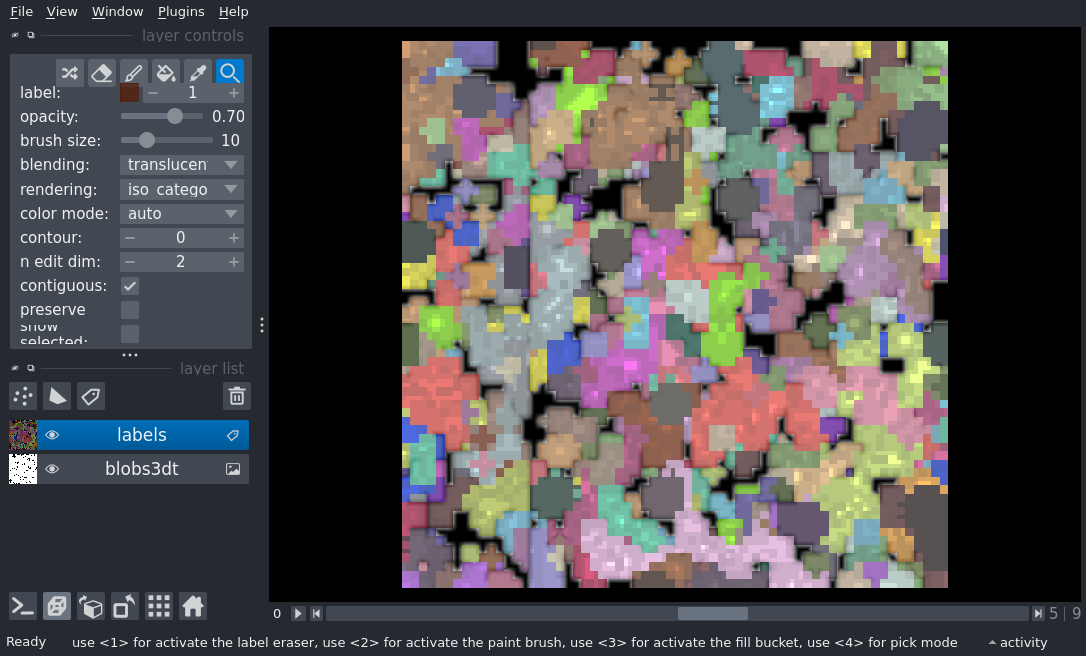 File View Window Plugins Help
layer controls
label: 1
opacity: 0.70
brush size: 10
blending: translucen
rendering: iso catego
color mode: auto
contour: 0
n edit dim: 2
contiguous:
preserve
show
selected:
layer list
labels
blobs3dt
0 5 | 9
Ready use <1> for activate the label eraser, use <2> for activate the paint brush, use <3> for activate the fill bucket, use <4> for pick mode activity